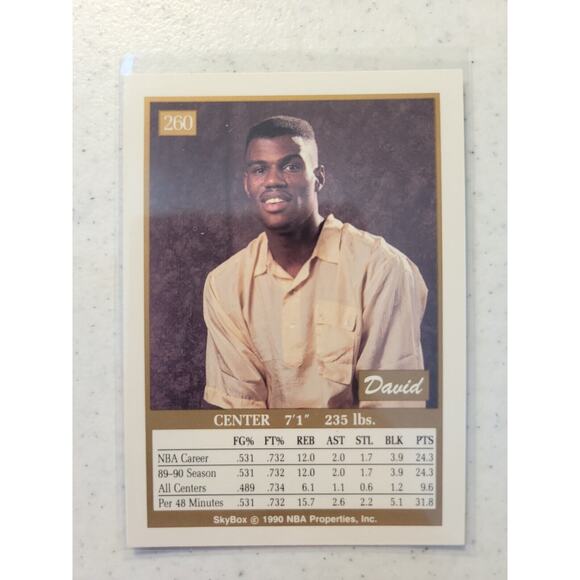 260
David
CENTER 7'1" 235 lbs.
FG% FT% REB AST STL BLK PTS
NBA Career .531 .732 12.0 2.0 1.7 3.9 24.3
89-90 Season .531 .732 12.0 2.0 1.7 3.9 24.3
All Centers .489 .734 6.1 1.1 0.6 1.2 9.6
Per 48 Minutes .531 .732 15.7 2.6 2.2 5.1 31.8
SkyBox © 1990 NBA Properties, Inc.